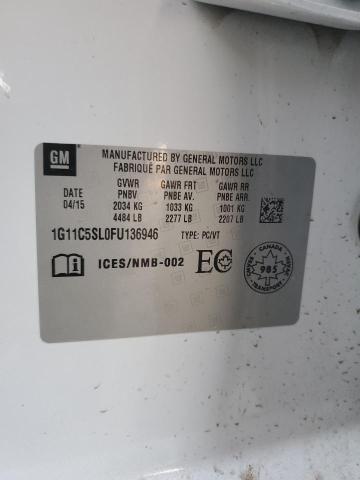 GM
MANUFACTURED BY GENERAL MOTORS LLC
FABRIQUÉ PAR GENERAL MOTORS LLC
GVWR GAWR FRT GAWR RR
DATE PNBV PNBE AV. PNBE ARR.
04/15 2034 KG 1033 KG 1001 KG
4484 LB 2277 LB 2207 LB
1G11C5SL0FU136946 TYPE: PC/VT
ICES/NMB-002 EC
CANADA
985